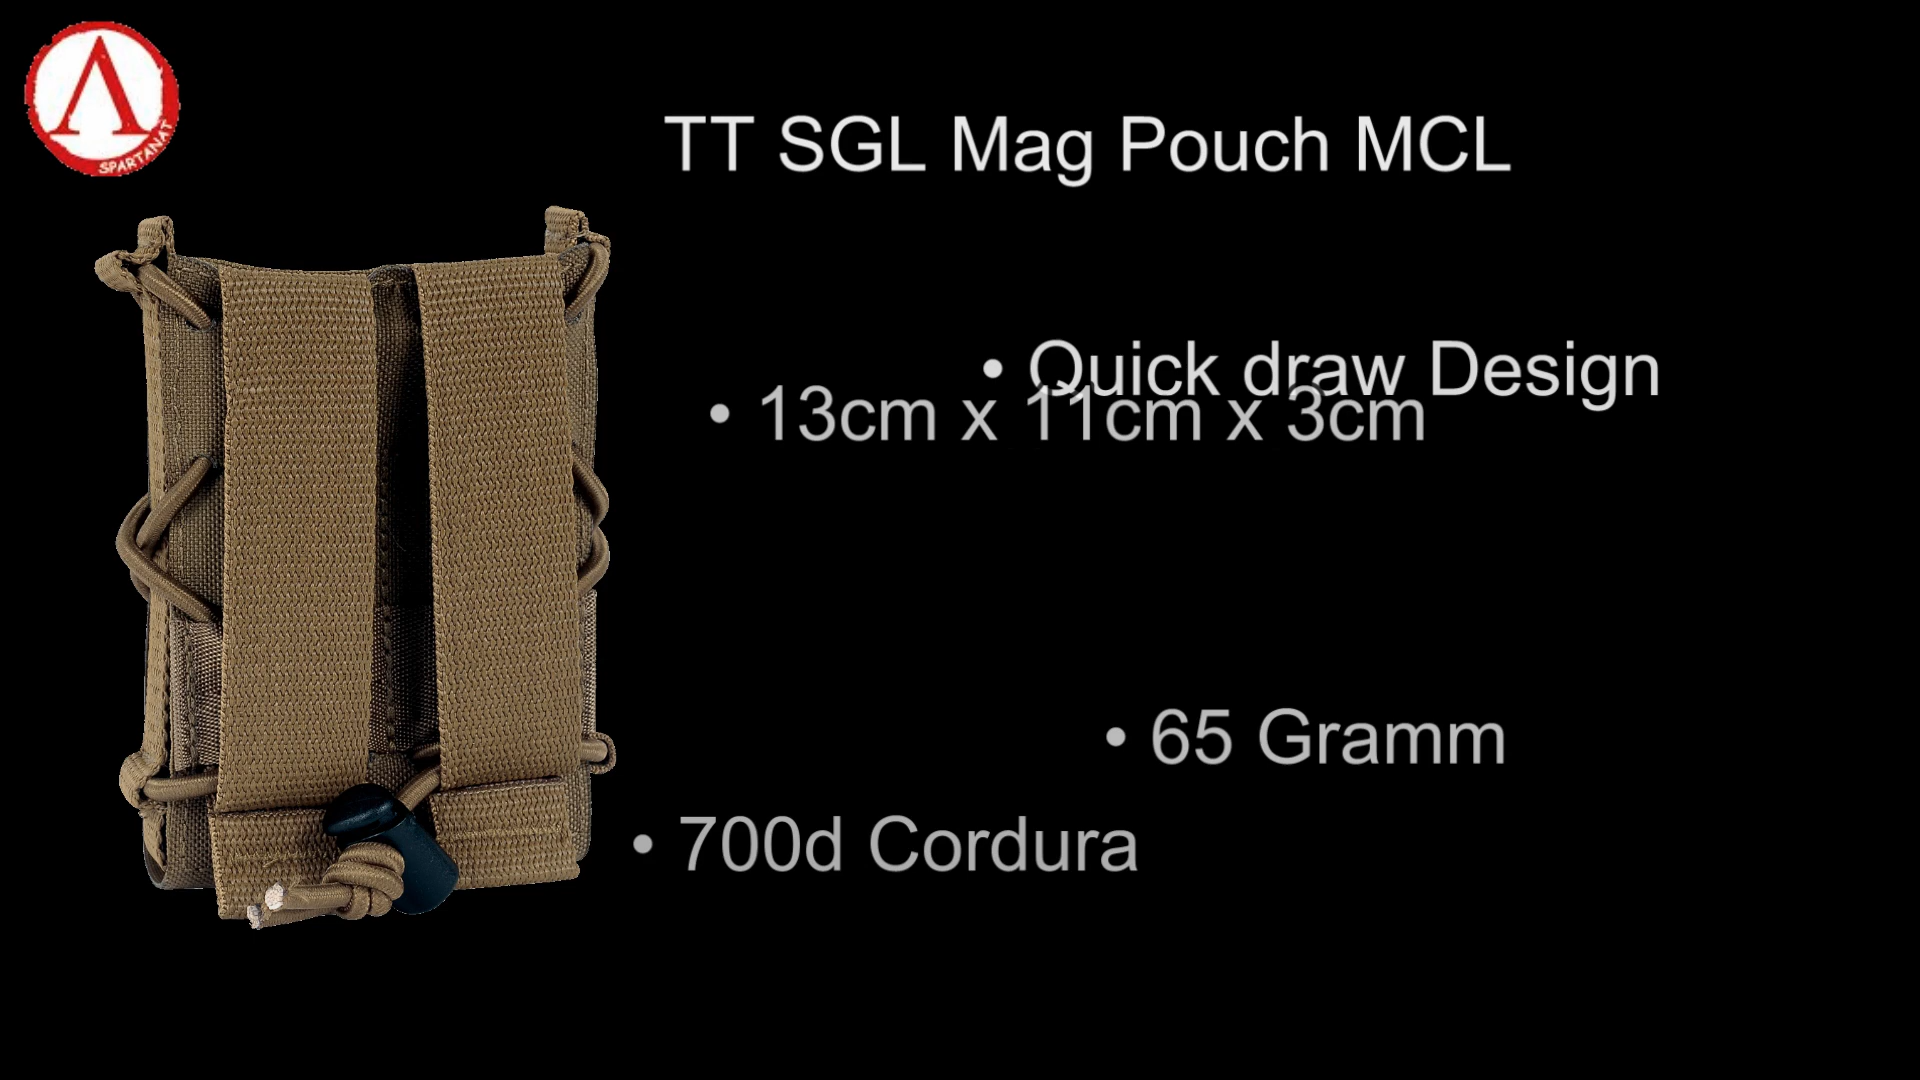 SPARTANAT
TT SGL Mag Pouch MCL
• Quick draw Design
• 13cm x 11cm x 3cm
• 65 Gramm
• 700d Cordura